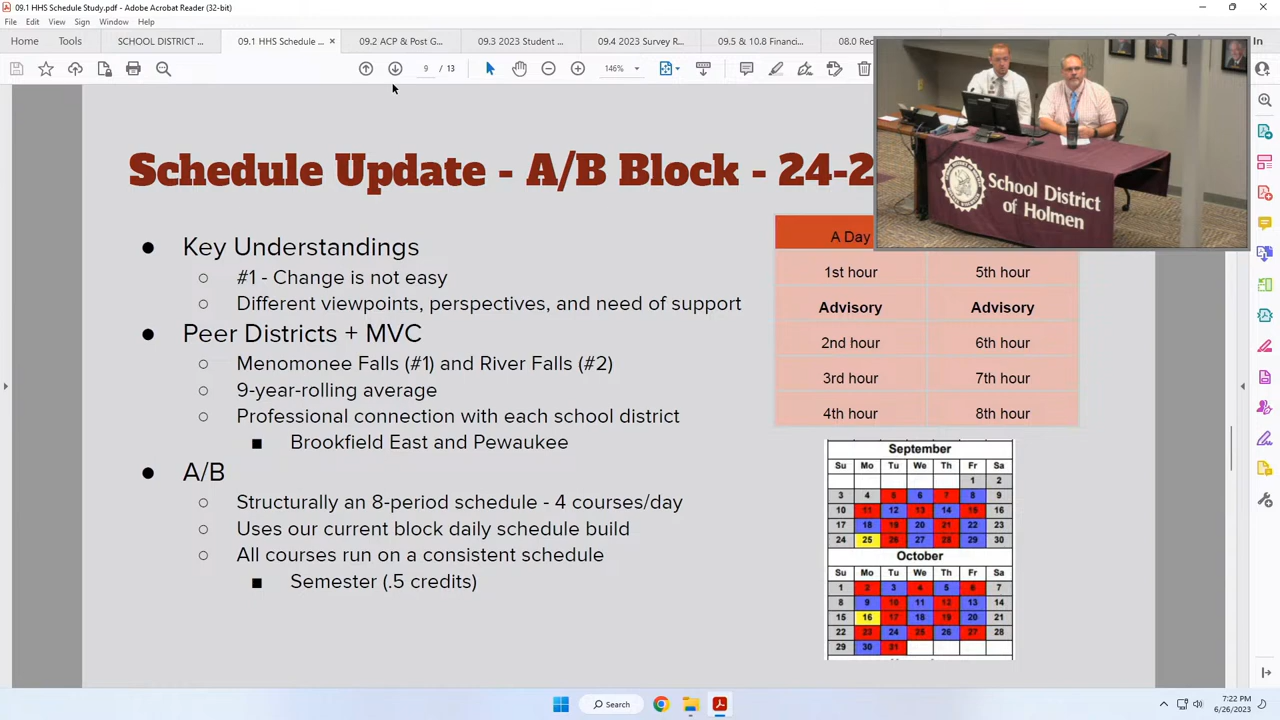 09.1 HHS Schedule Study.pdf - Adobe Acrobat Reader (32-bit)
File Edit View Sign Window Help
Home Tools SCHOOL DISTRICT ... 09.1 HHS Schedule ... × 09.2 ACP & Post G... 09.3 2023 Student ... 09.4 2023 Survey R... 09.5 & 10.8 Financi... 08.0 Rec In
9 / 13 146%
Schedule Update - A/B Block - 24-2
● Key Understandings
○ #1 - Change is not easy
○ Different viewpoints, perspectives, and need of support
● Peer Districts + MVC
○ Menomonee Falls (#1) and River Falls (#2)
○ 9-year-rolling average
○ Professional connection with each school district
■ Brookfield East and Pewaukee
● A/B
○ Structurally an 8-period schedule - 4 courses/day
○ Uses our current block daily schedule build
○ All courses run on a consistent schedule
■ Semester (.5 credits)
A Day
1st hour 5th hour
Advisory Advisory
2nd hour 6th hour
3rd hour 7th hour
4th hour 8th hour
September
Su Mo Tu We Th Fr Sa
1 2
3 4 5 6 7 8 9
10 11 12 13 14 15 16
17 18 19 20 21 22 23
24 25 26 27 28 29 30
October
Su Mo Tu We Th Fr Sa
1 2 3 4 5 6 7
8 9 10 11 12 13 14
15 16 17 18 19 20 21
22 23 24 25 26 27 28
29 30 31
School District
of Holmen
Search
7:22 PM
6/26/2023